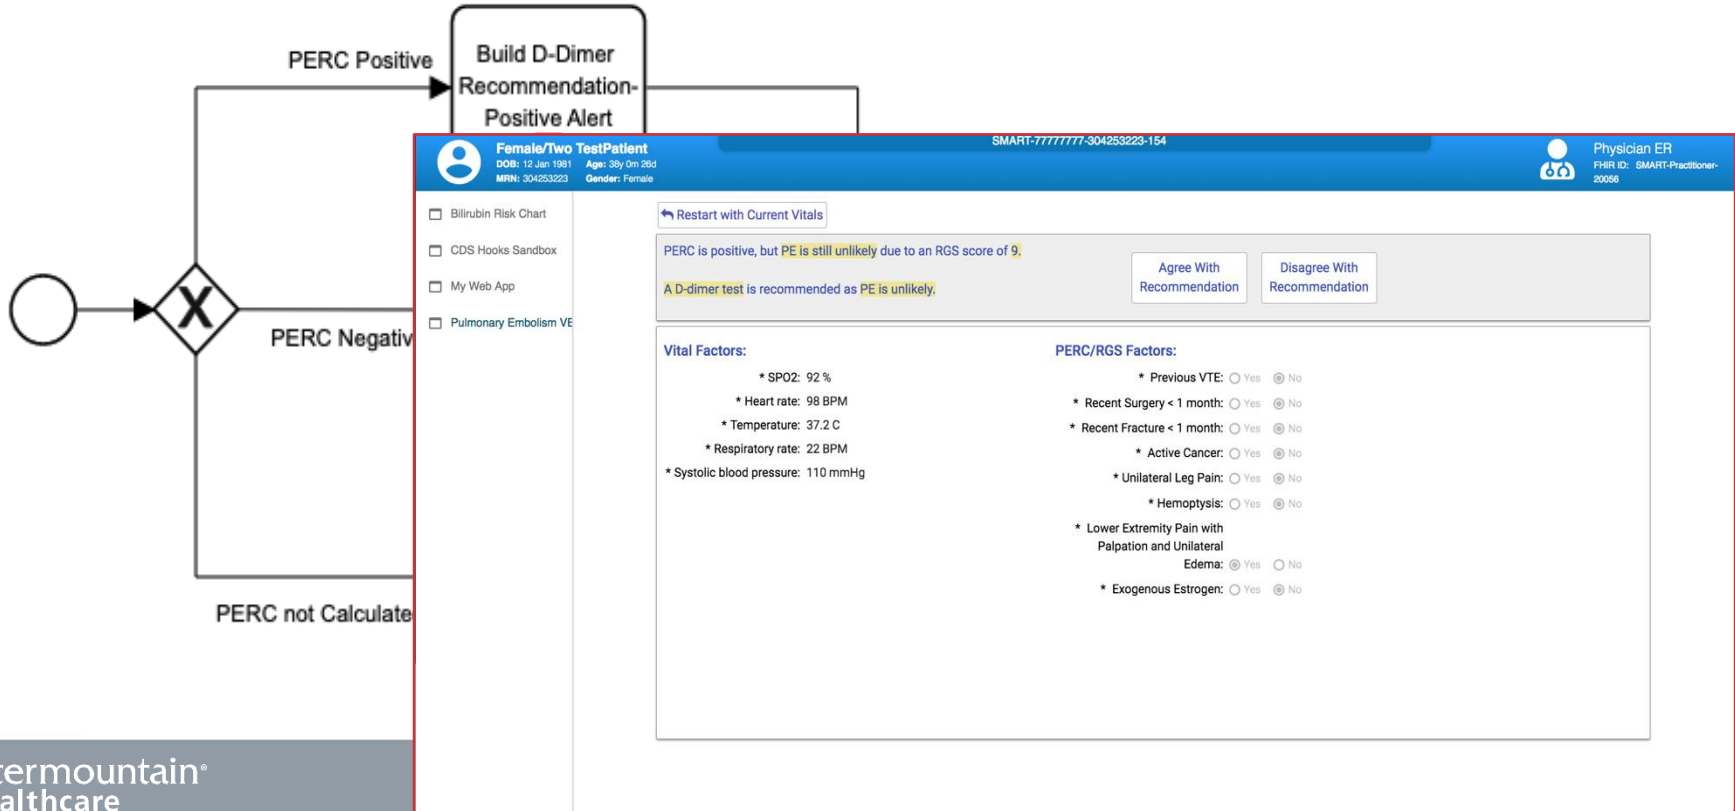 PERC Positive
Build D-Dimer
Recommendation-
Positive Alert
PERC Negativ
PERC not Calculate
termountain®
althcare
Female/Two TestPatient
DOB: 12 Jan 1981 Age: 38y 0m 26d
MRN: 304253223 Gender: Female
SMART-77777777-304253223-154
Physician ER
FHIR ID: SMART-Practitioner-
20056
Bilirubin Risk Chart
CDS Hooks Sandbox
My Web App
Pulmonary Embolism VE
Restart with Current Vitals
PERC is positive, but PE is still unlikely due to an RGS score of 9.
A D-dimer test is recommended as PE is unlikely.
Agree With
Recommendation
Disagree With
Recommendation
Vital Factors:
* SPO2: 92 %
* Heart rate: 98 BPM
* Temperature: 37.2 C
* Respiratory rate: 22 BPM
* Systolic blood pressure: 110 mmHg
PERC/RGS Factors:
* Previous VTE: Yes No
* Recent Surgery < 1 month: Yes No
* Recent Fracture < 1 month: Yes No
* Active Cancer: Yes No
* Unilateral Leg Pain: Yes No
* Hemoptysis: Yes No
* Lower Extremity Pain with
Palpation and Unilateral
Edema: Yes No
* Exogenous Estrogen: Yes No